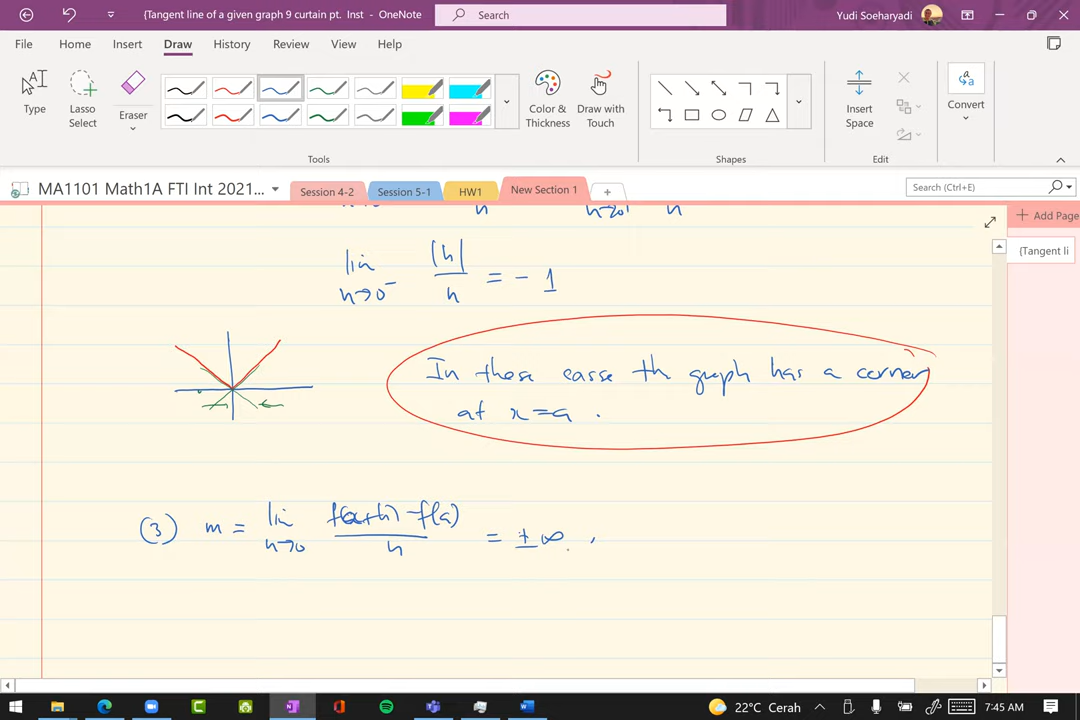 {Tangent line of a given graph 9 curtain pt. Inst - OneNote
Search
Yudi Soeharyadi
File Home Insert Draw History Review View Help
Type
Lasso Select
Eraser
Color & Thickness
Draw with Touch
Insert Space
Convert
Tools
Shapes
Edit
MA1101 Math1A FTI Int 2021...
Session 4-2
Session 5-1
HW1
New Section 1
+
Search (Ctrl+E)
+ Add Page
{Tangent li
h h→0⁺ h
lim |h|
h→0⁻ h = - 1
In these casse th graph has a corner
at x=a .
(3) m = lim f(a+h) - f(a)
h→0 h = ± ∞ ,
22°C Cerah
7:45 AM